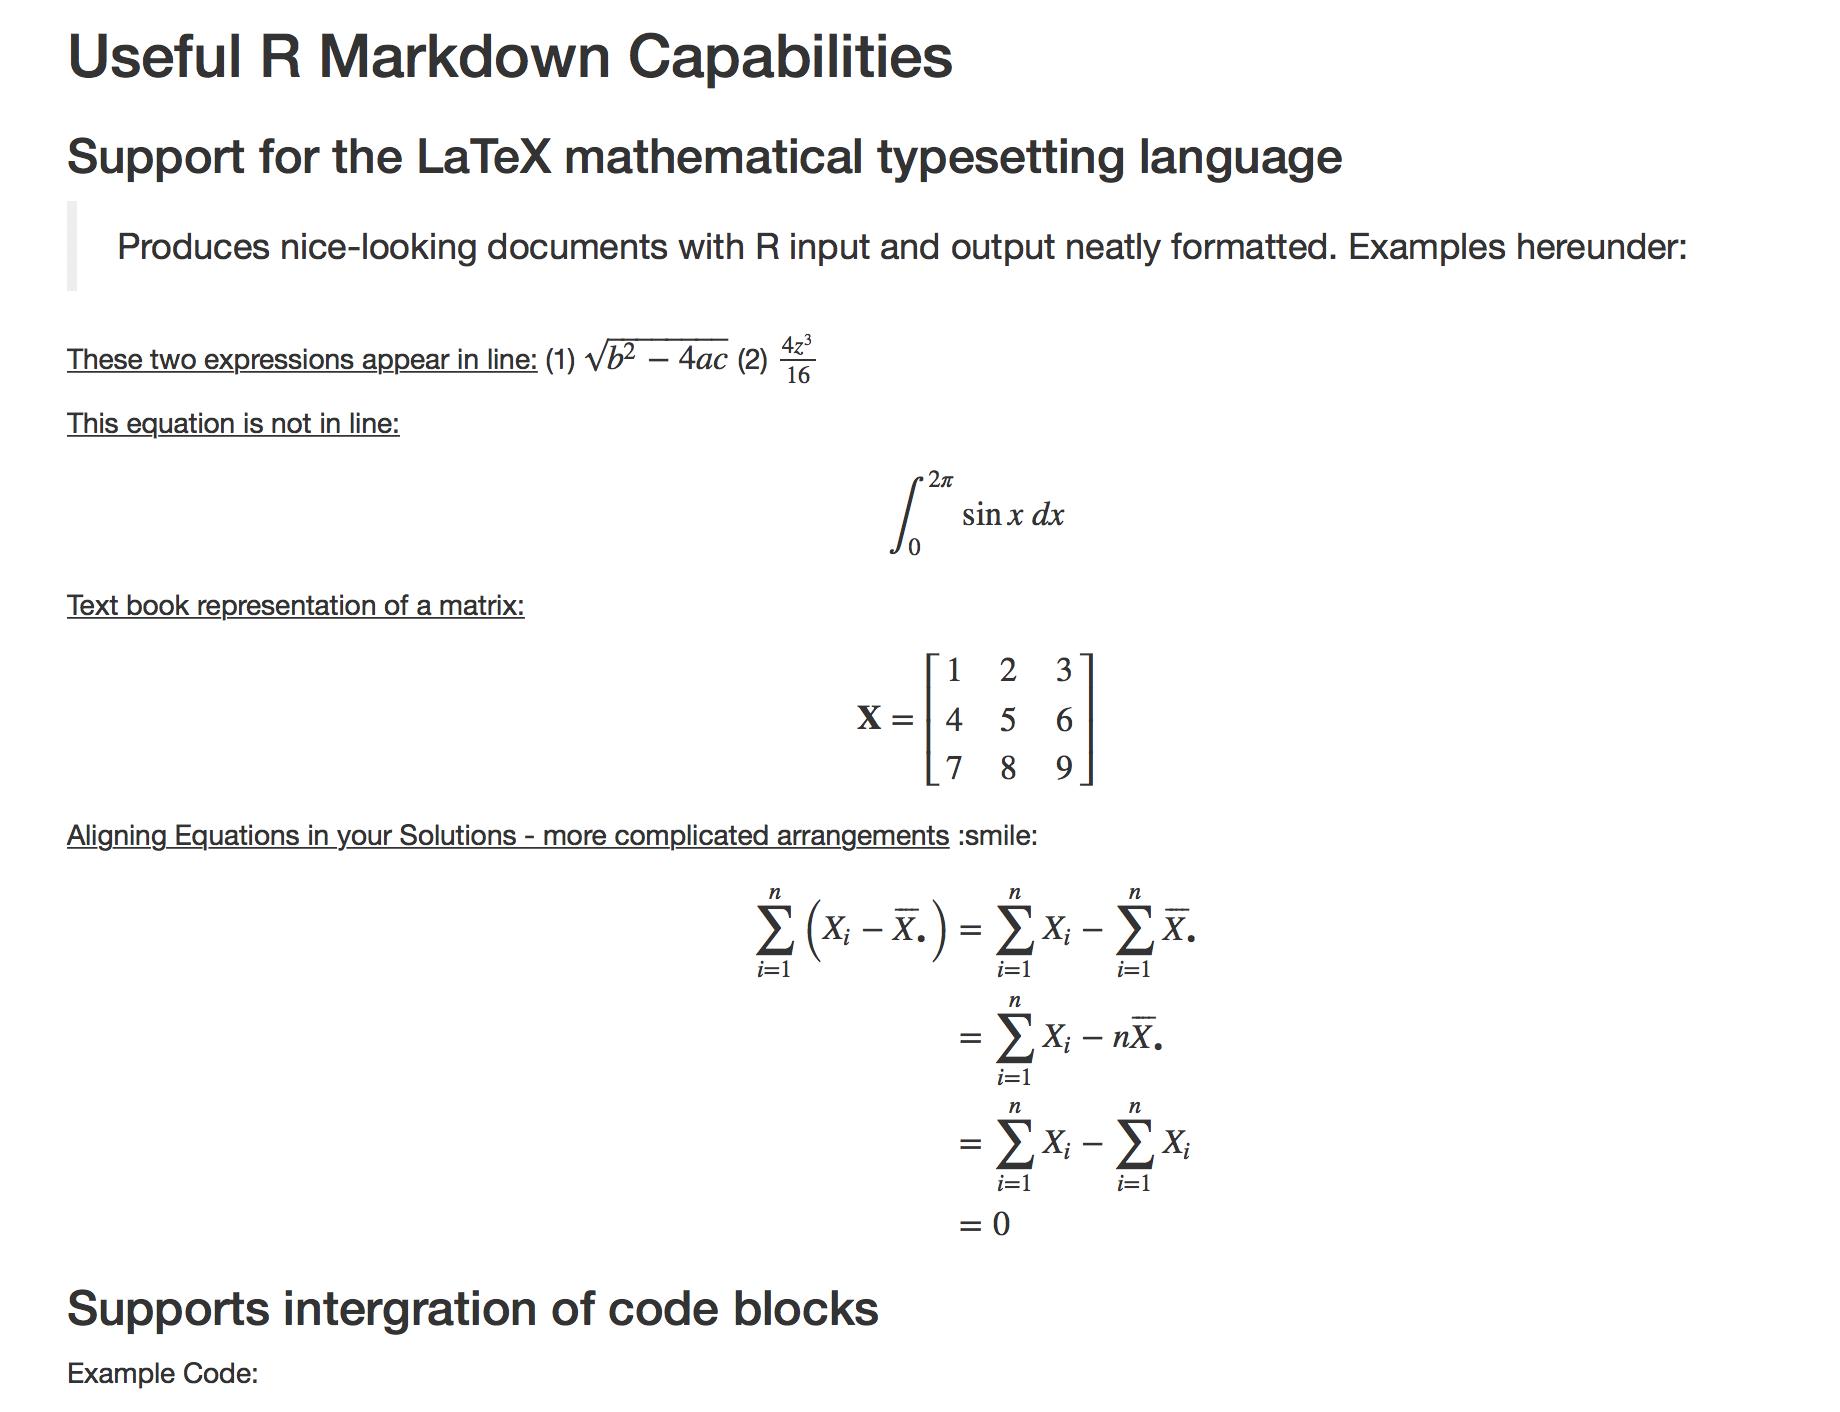 Useful R Markdown Capabilities
Support for the LaTeX mathematical typesetting language
Produces nice-looking documents with R input and output neatly formatted. Examples hereunder:
These two expressions appear in line: (1) $\sqrt{b^2 - 4ac}$ (2) $\frac{4z^3}{16}$
This equation is not in line:
$\int_0^{2\pi} \sin x \, dx$
Text book representation of a matrix:
$\mathbf{X} = \begin{bmatrix} 1 & 2 & 3 \\ 4 & 5 & 6 \\ 7 & 8 & 9 \end{bmatrix}$
Aligning Equations in your Solutions - more complicated arrangements :smile:
$\sum_{i=1}^{n} \left( X_i - \overline{X}_{\bullet} \right) = \sum_{i=1}^{n} X_i - \sum_{i=1}^{n} \overline{X}_{\bullet}$
$= \sum_{i=1}^{n} X_i - n\overline{X}_{\bullet}$
$= \sum_{i=1}^{n} X_i - \sum_{i=1}^{n} X_i$
$= 0$
Supports intergration of code blocks
Example Code: